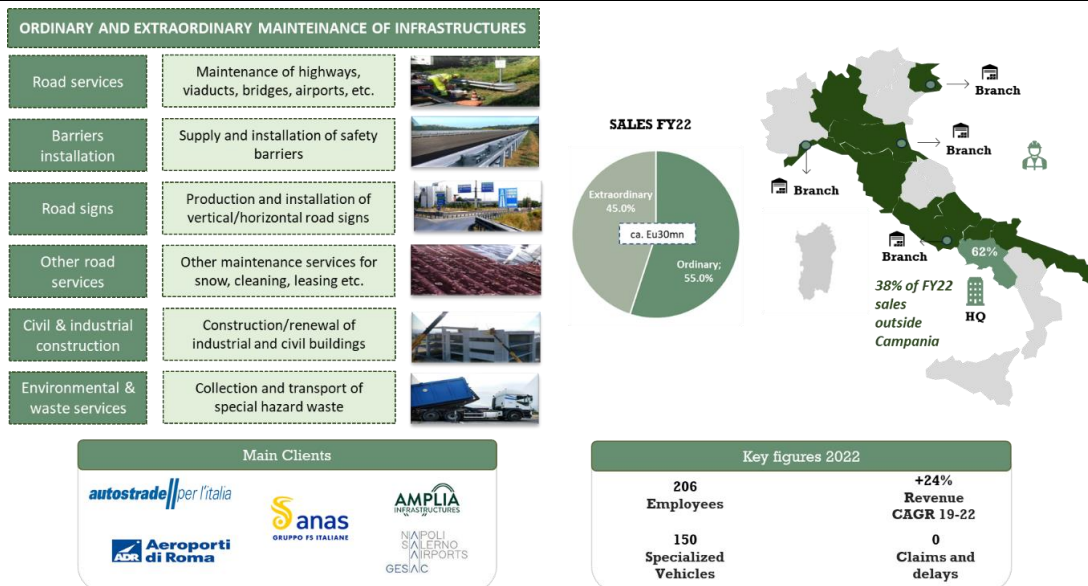 ORDINARY AND EXTRAORDINARY MAINTEINANCE OF INFRASTRUCTURES
Road services
Maintenance of highways,
viaducts, bridges, airports, etc.
Barriers
installation
Supply and installation of safety
barriers
Road signs
Production and installation of
vertical/horizontal road signs
Other road
services
Other maintenance services for
snow, cleaning, leasing etc.
Civil & industrial
construction
Construction/renewal of
industrial and civil buildings
Environmental &
waste services
Collection and transport of
special hazard waste
SALES FY22
Extraordinary
45.0%
ca. Eu30mn
Ordinary;
55.0%
Branch
Branch
Branch
Branch
62%
38% of FY22
sales
outside
Campania
HQ
Main Clients
autostrade//per l'italia
anas
GRUPPO FS ITALIANE
AMPLIA
INFRASTRUCTURES
ADR Aeroporti
di Roma
NAPOLI
SALERNO
AIRPORTS
GESAC
Key figures 2022
206
Employees
+24%
Revenue
CAGR 19-22
150
Specialized
Vehicles
0
Claims and
delays